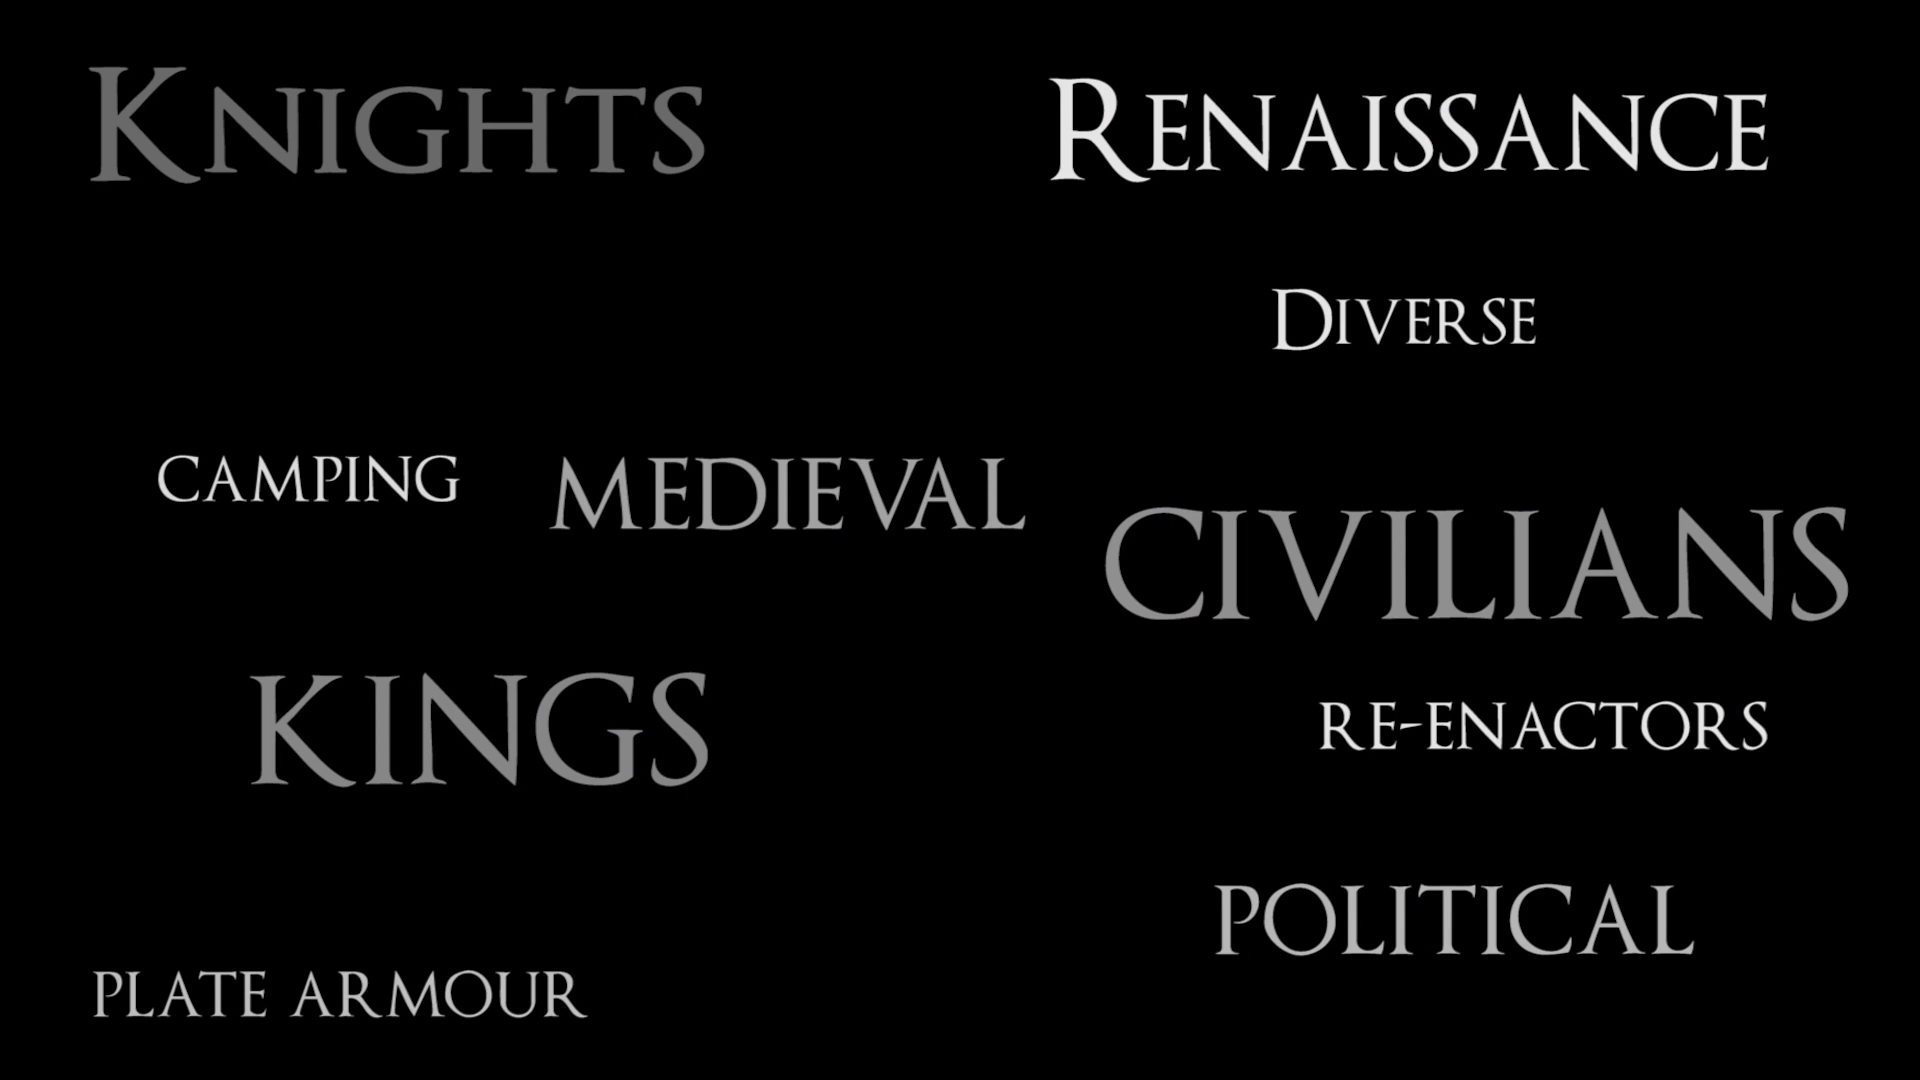 Knights
Renaissance
Diverse
CAMPING
MEDIEVAL
CIVILIANS
KINGS
RE-ENACTORS
POLITICAL
PLATE ARMOUR